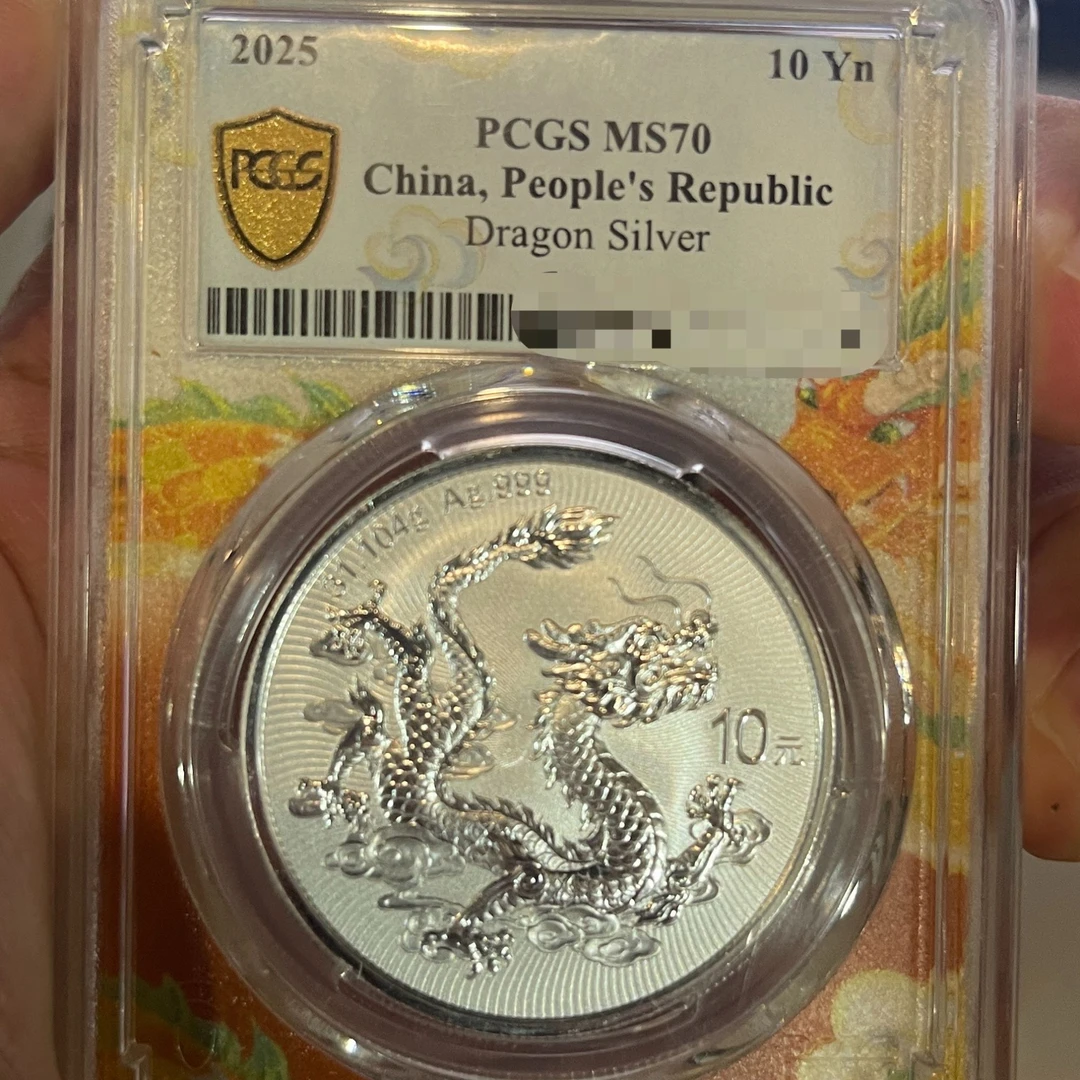 2025
10 Yn
PCGS
PCGS MS70
China, People's Republic
Dragon Silver
31.104g Ag 999
10元